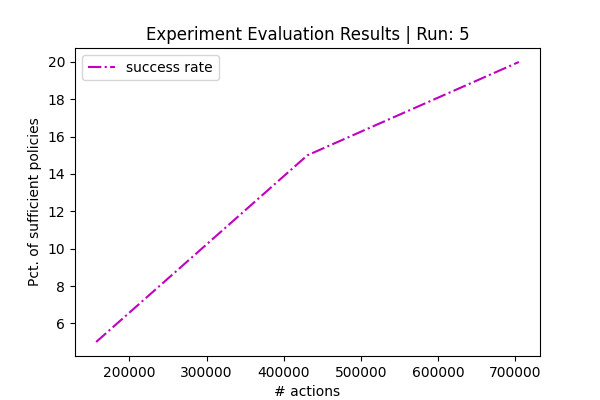 Experiment Evaluation Results | Run: 5
success rate
Pct. of sufficient policies
20
18
16
14
12
10
8
6
200000 300000 400000 500000 600000 700000
# actions